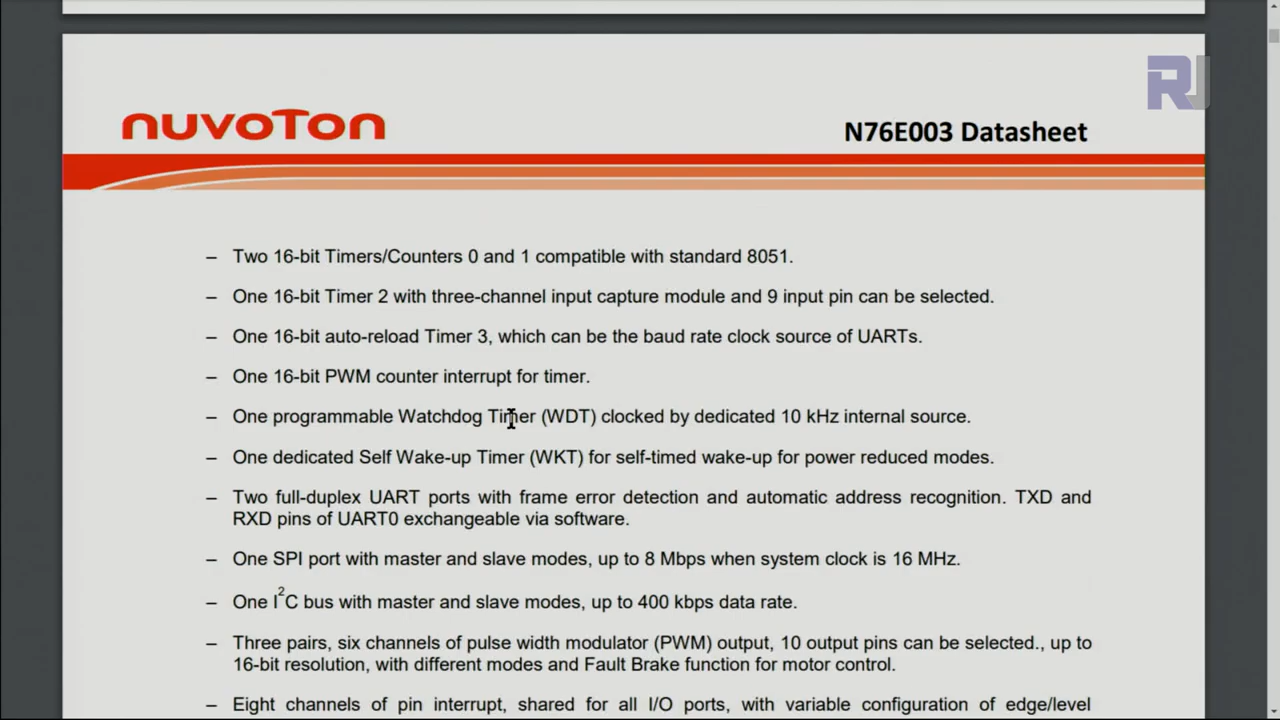 RJ
nuvoTon
N76E003 Datasheet
– Two 16-bit Timers/Counters 0 and 1 compatible with standard 8051.
– One 16-bit Timer 2 with three-channel input capture module and 9 input pin can be selected.
– One 16-bit auto-reload Timer 3, which can be the baud rate clock source of UARTs.
– One 16-bit PWM counter interrupt for timer.
– One programmable Watchdog Timer (WDT) clocked by dedicated 10 kHz internal source.
– One dedicated Self Wake-up Timer (WKT) for self-timed wake-up for power reduced modes.
– Two full-duplex UART ports with frame error detection and automatic address recognition. TXD and
RXD pins of UART0 exchangeable via software.
– One SPI port with master and slave modes, up to 8 Mbps when system clock is 16 MHz.
– One I²C bus with master and slave modes, up to 400 kbps data rate.
– Three pairs, six channels of pulse width modulator (PWM) output, 10 output pins can be selected., up to
16-bit resolution, with different modes and Fault Brake function for motor control.
– Eight channels of pin interrupt, shared for all I/O ports, with variable configuration of edge/level